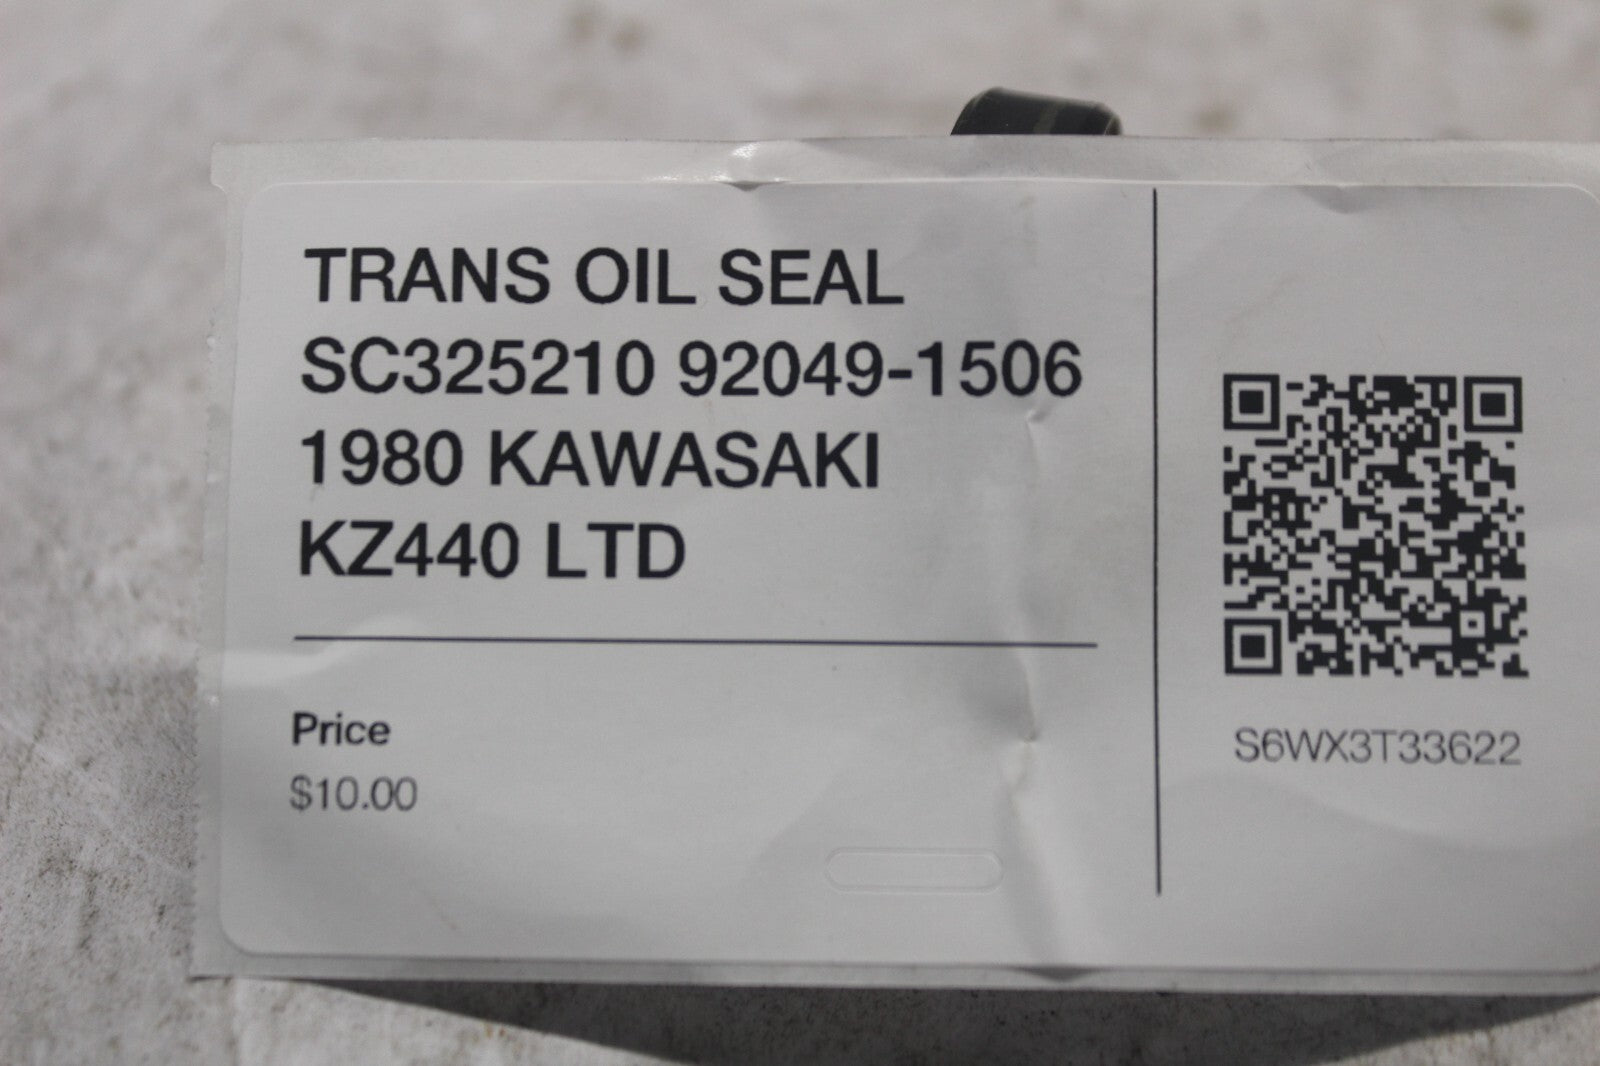 TRANS OIL SEAL
SC325210 92049-1506
1980 KAWASAKI
KZ440 LTD
Price
$10.00
S6WX3T33622